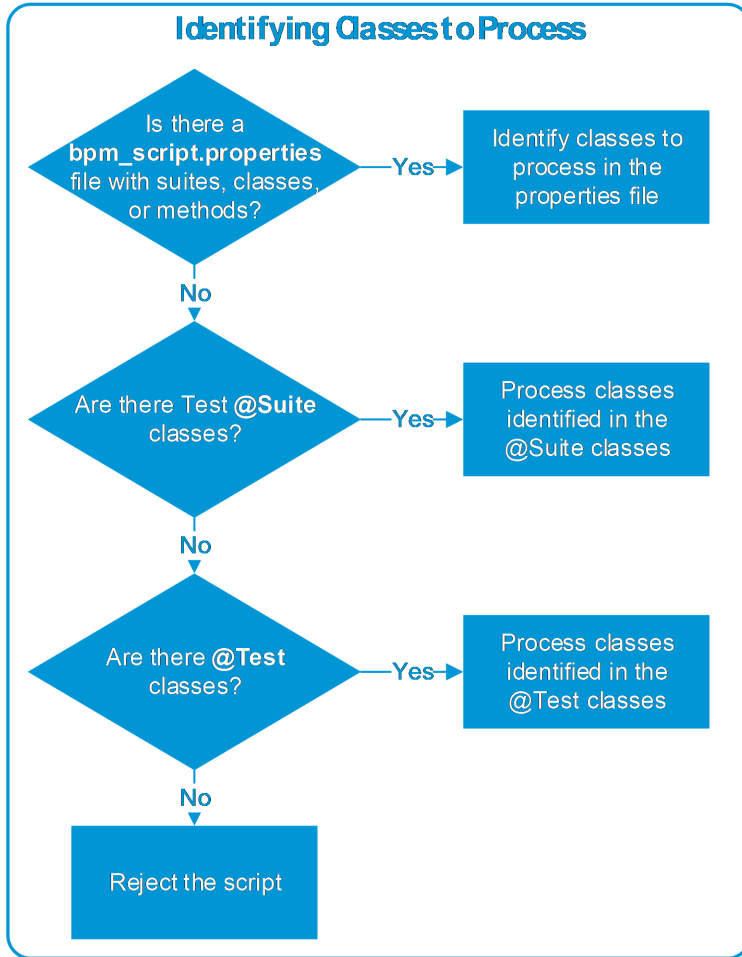 Identifying Classes to Process
Is there a
bpm_script.properties
file with suites, classes,
or methods?
Yes
Identify classes to
process in the
properties file
No
Are there Test @Suite
classes?
Yes
Process classes
identified in the
@Suite classes
No
Are there @Test
classes?
Yes
Process classes
identified in the
@Test classes
No
Reject the script